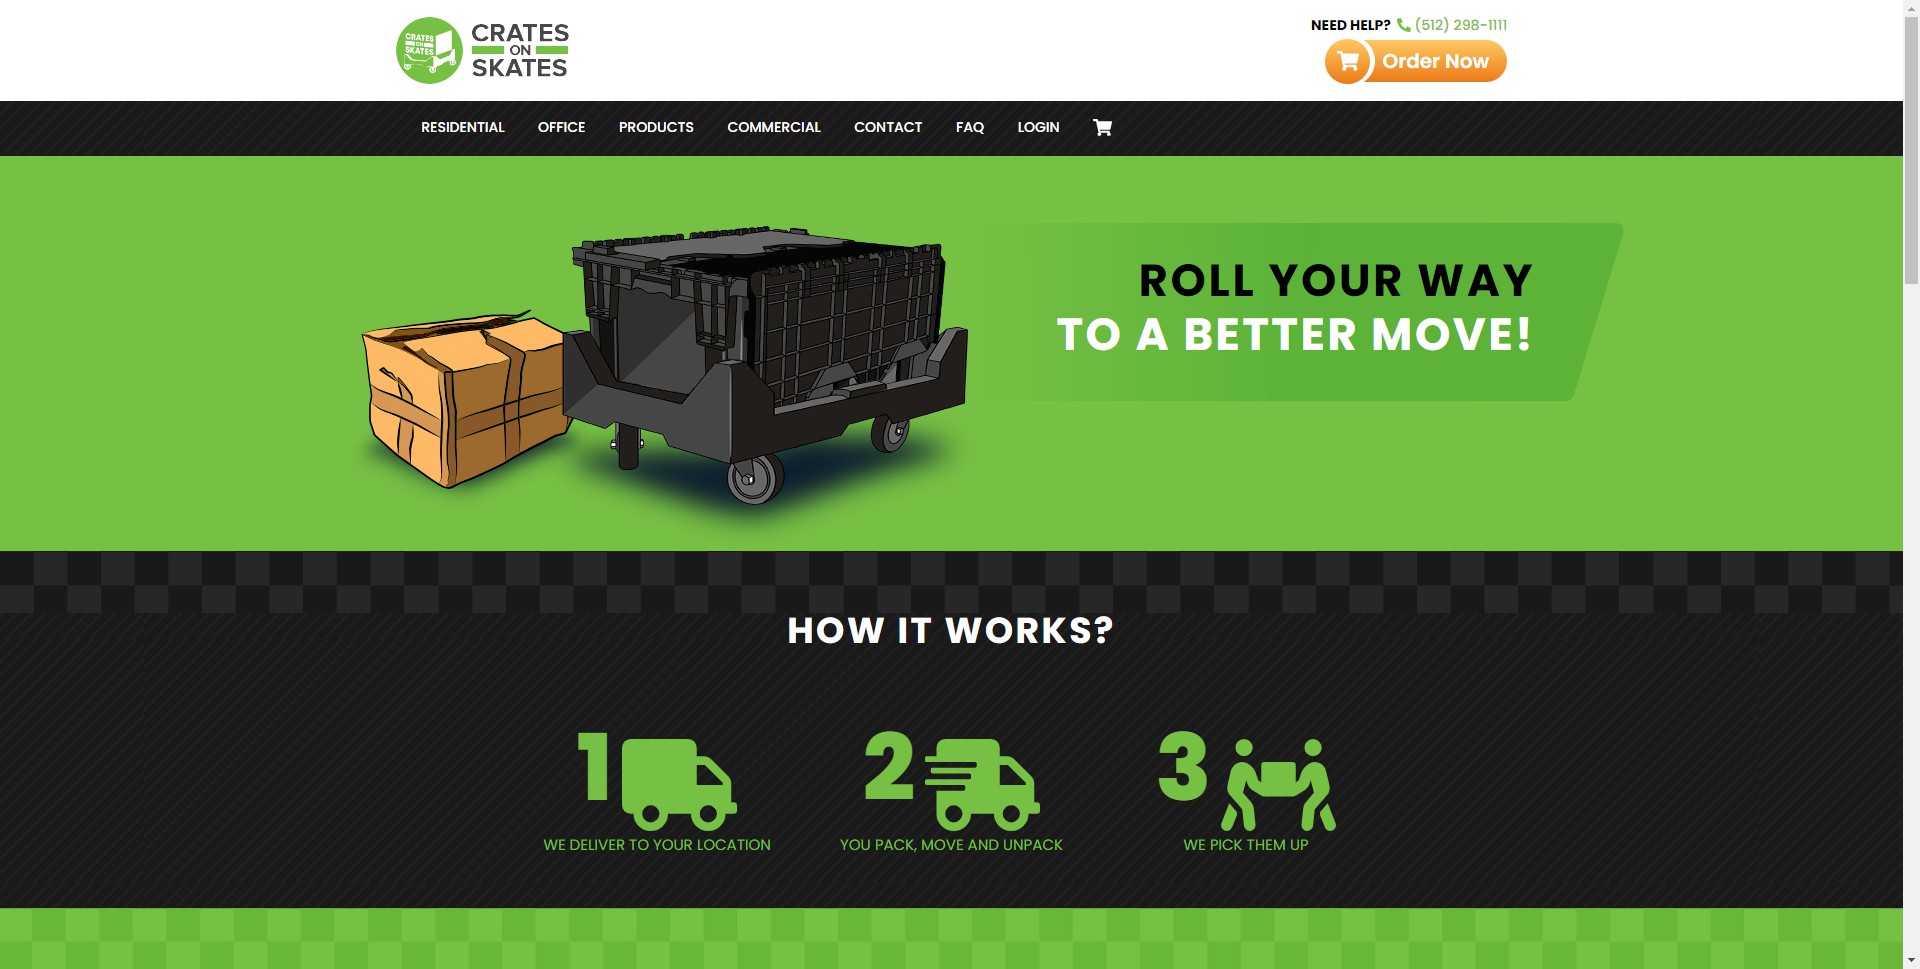 CRATES
ON
SKATES
CRATES
ON
SKATES
NEED HELP? (512) 298-1111
Order Now
RESIDENTIAL OFFICE PRODUCTS COMMERCIAL CONTACT FAQ LOGIN
ROLL YOUR WAY
TO A BETTER MOVE!
HOW IT WORKS?
1 2 3
WE DELIVER TO YOUR LOCATION YOU PACK, MOVE AND UNPACK WE PICK THEM UP